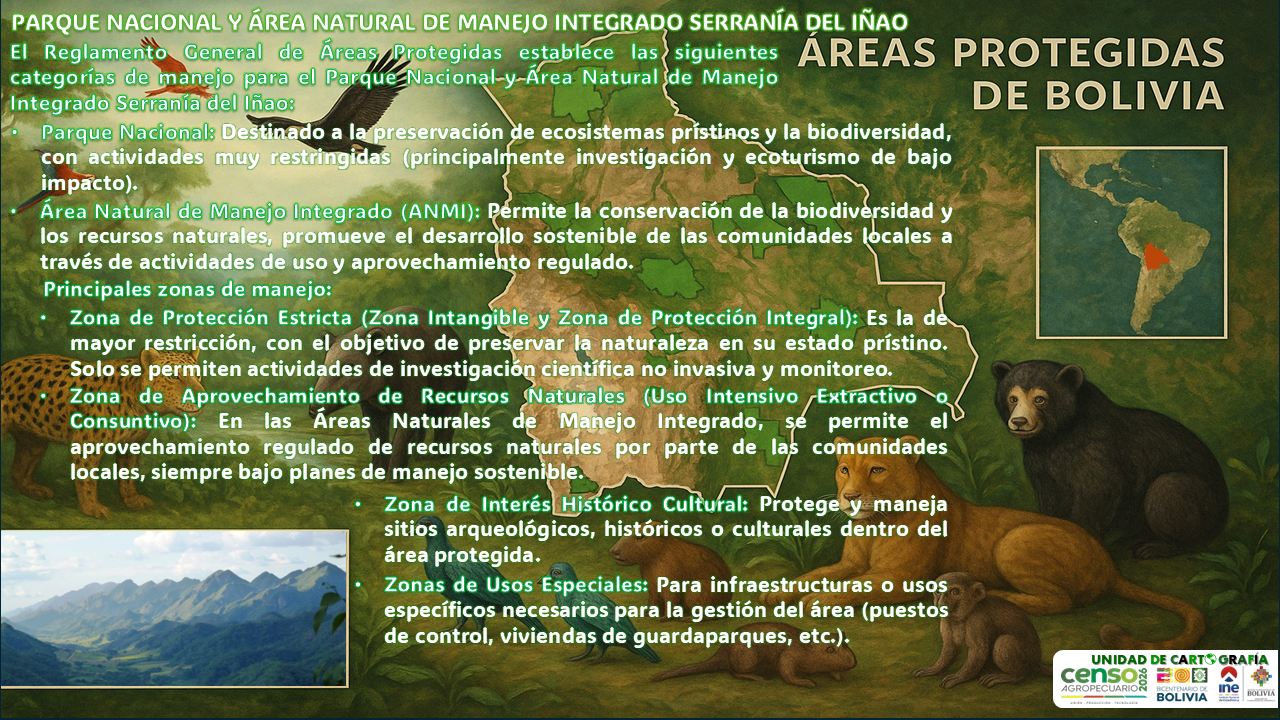 PARQUE NACIONAL Y ÁREA NATURAL DE MANEJO INTEGRADO SERRANÍA DEL IÑAO
ÁREAS PROTEGIDAS
DE BOLIVIA
El Reglamento General de Áreas Protegidas establece las siguientes
categorías de manejo para el Parque Nacional y Área Natural de Manejo
Integrado Serranía del Iñao:
• Parque Nacional: Destinado a la preservación de ecosistemas prístinos y la biodiversidad,
con actividades muy restringidas (principalmente investigación y ecoturismo de bajo
impacto).
• Área Natural de Manejo Integrado (ANMI): Permite la conservación de la biodiversidad y
los recursos naturales, promueve el desarrollo sostenible de las comunidades locales a
través de actividades de uso y aprovechamiento regulado.
Principales zonas de manejo:
• Zona de Protección Estricta (Zona Intangible y Zona de Protección Integral): Es la de
mayor restricción, con el objetivo de preservar la naturaleza en su estado prístino.
Solo se permiten actividades de investigación científica no invasiva y monitoreo.
• Zona de Aprovechamiento de Recursos Naturales (Uso Intensivo Extractivo o
Consuntivo): En las Áreas Naturales de Manejo Integrado, se permite el
aprovechamiento regulado de recursos naturales por parte de las comunidades
locales, siempre bajo planes de manejo sostenible.
• Zona de Interés Histórico Cultural: Protege y maneja
sitios arqueológicos, históricos o culturales dentro del
área protegida.
• Zonas de Usos Especiales: Para infraestructuras o usos
específicos necesarios para la gestión del área (puestos
de control, viviendas de guardaparques, etc.).
UNIDAD DE CARTOGRAFÍA
censo
AGROPECUARIO
2026
BICENTENARIO DE
BOLIVIA
ine
BOLIVIA